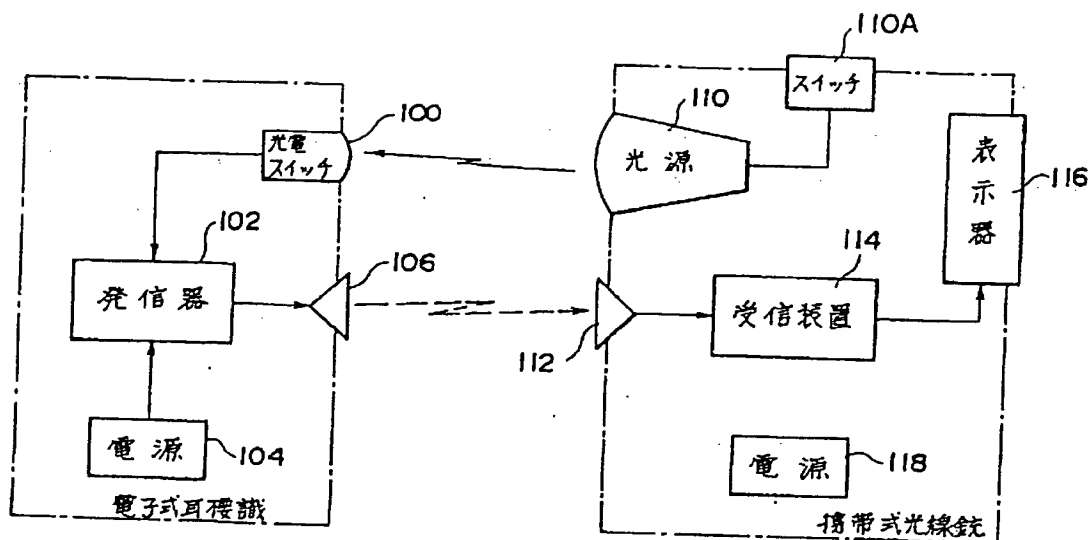 110A
スイッチ
110
100
光電
スイッチ
光源
表示器
116
102
106
114
発信器
受信装置
112
電源
104
電源
118
電子式耳標識
携帯式光線銃